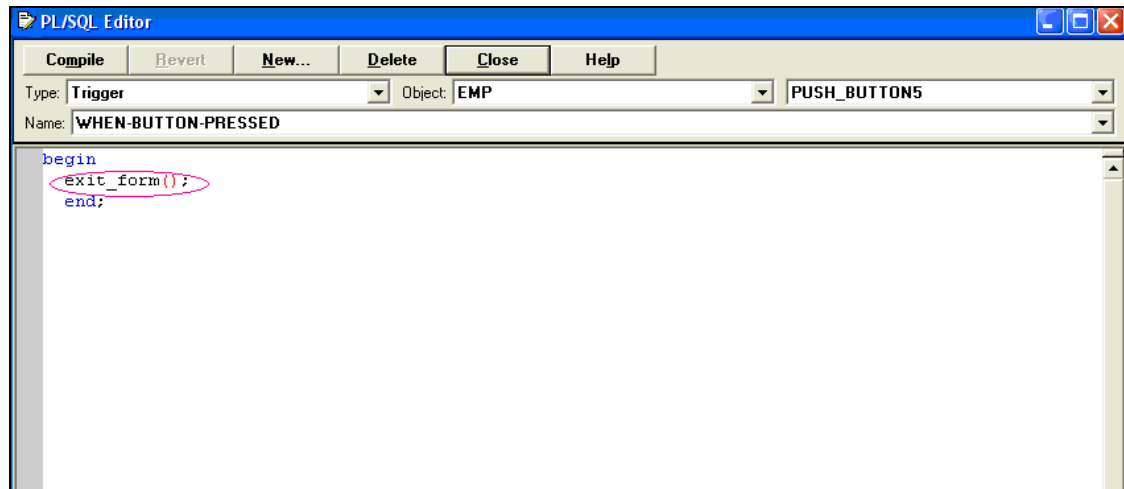 PL/SQL Editor
Compile Revert New... Delete Close Help
Type: Trigger Object: EMP PUSH_BUTTON5
Name: WHEN-BUTTON-PRESSED
begin
exit_form();
end;